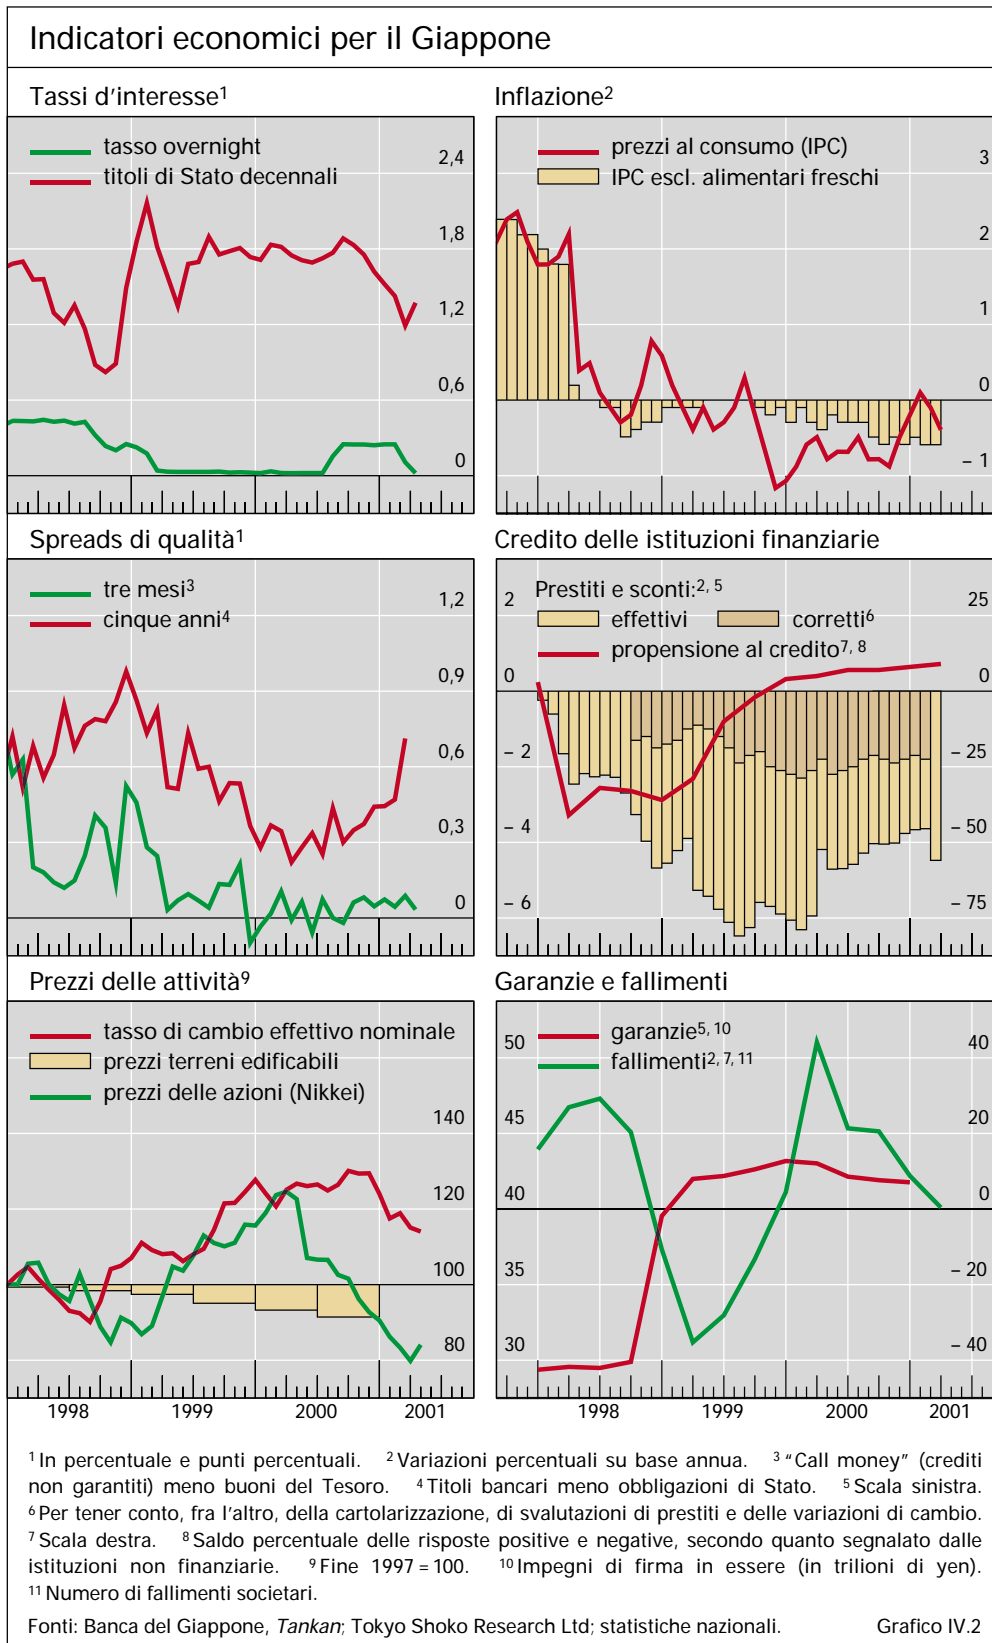 Indicatori economici per il Giappone
Tassi d'interesse¹
tasso overnight
titoli di Stato decennali
2,4
1,8
1,2
0,6
0
Inflazione²
prezzi al consumo (IPC)
IPC escl. alimentari freschi
3
2
1
0
– 1
Spreads di qualità¹
tre mesi³
cinque anni⁴
1,2
0,9
0,6
0,3
0
Credito delle istituzioni finanziarie
Prestiti e sconti:²˒ ⁵
effettivi
corretti⁶
propensione al credito⁷˒ ⁸
2
0
– 2
– 4
– 6
25
0
– 25
– 50
– 75
Prezzi delle attività⁹
tasso di cambio effettivo nominale
prezzi terreni edificabili
prezzi delle azioni (Nikkei)
140
120
100
80
1998 1999 2000 2001
Garanzie e fallimenti
garanzie⁵˒ ¹⁰
fallimenti²˒ ⁷˒ ¹¹
50
45
40
35
30
40
20
0
– 20
– 40
1998 1999 2000 2001
¹ In percentuale e punti percentuali. ² Variazioni percentuali su base annua. ³ “Call money” (crediti
non garantiti) meno buoni del Tesoro. ⁴ Titoli bancari meno obbligazioni di Stato. ⁵ Scala sinistra.
⁶ Per tener conto, fra l'altro, della cartolarizzazione, di svalutazioni di prestiti e delle variazioni di cambio.
⁷ Scala destra. ⁸ Saldo percentuale delle risposte positive e negative, secondo quanto segnalato dalle
istituzioni non finanziarie. ⁹ Fine 1997 = 100. ¹⁰ Impegni di firma in essere (in trilioni di yen).
¹¹ Numero di fallimenti societari.
Fonti: Banca del Giappone, Tankan; Tokyo Shoko Research Ltd; statistiche nazionali. Grafico IV.2